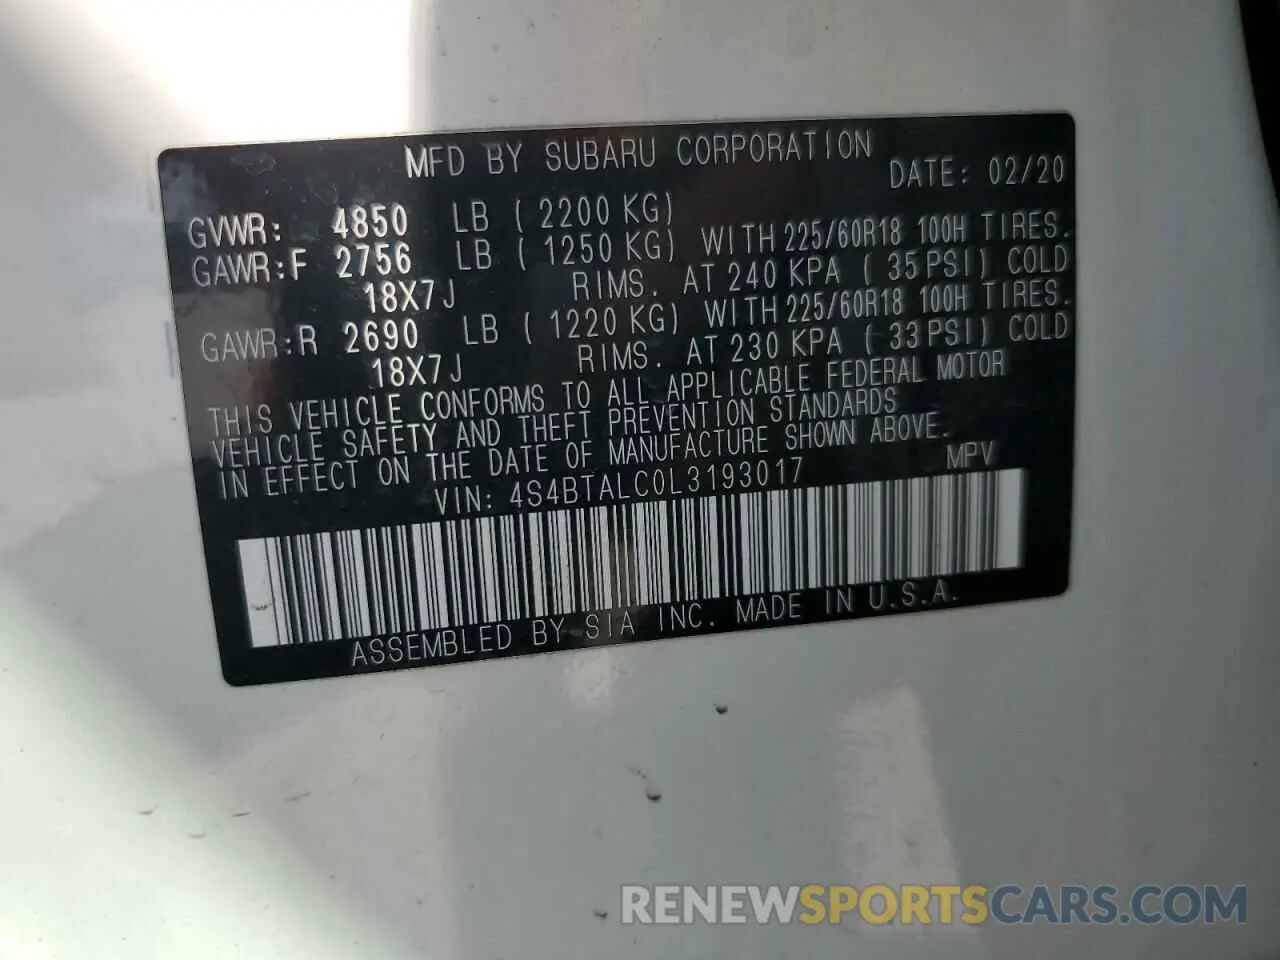 MFD BY SUBARU CORPORATION
DATE: 02/20
GVWR: 4850 LB (2200 KG)
GAWR:F 2756 LB (1250 KG) WITH 225/60R18 100H TIRES.
18X7J RIMS. AT 240 KPA (35 PSI) COLD
GAWR:R 2690 LB (1220 KG) WITH 225/60R18 100H TIRES.
18X7J RIMS. AT 230 KPA (33 PSI) COLD
THIS VEHICLE CONFORMS TO ALL APPLICABLE FEDERAL MOTOR
VEHICLE SAFETY AND THEFT PREVENTION STANDARDS
IN EFFECT ON THE DATE OF MANUFACTURE SHOWN ABOVE.
VIN: 4S4BTALC0L3193017 MPV
ASSEMBLED BY SIA INC. MADE IN U.S.A.
RENEWSPORTSCARS.COM